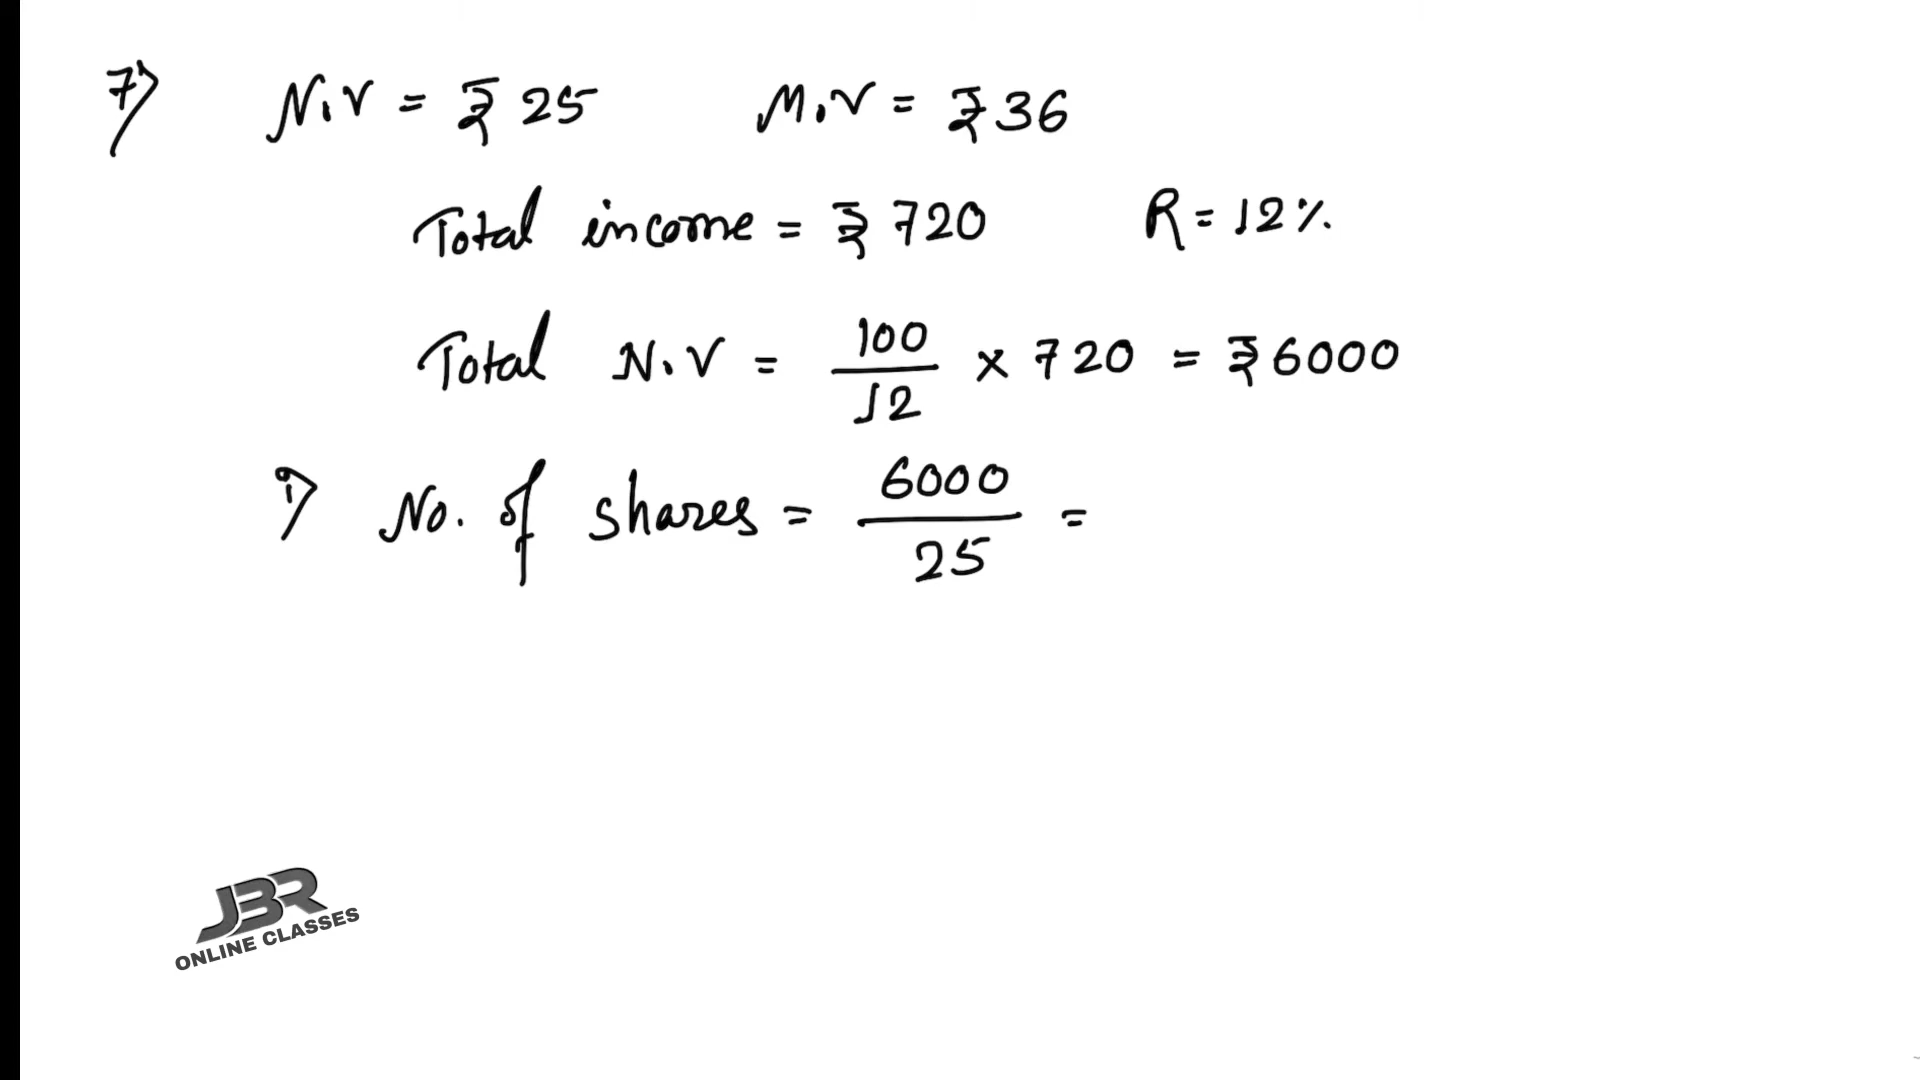 7) N.V = ₹ 25 M.V = ₹ 36
Total income = ₹ 720 R = 12%
Total N.V = 100/12 × 720 = ₹ 6000
i) No. of shares = 6000/25 =
JBR
ONLINE CLASSES